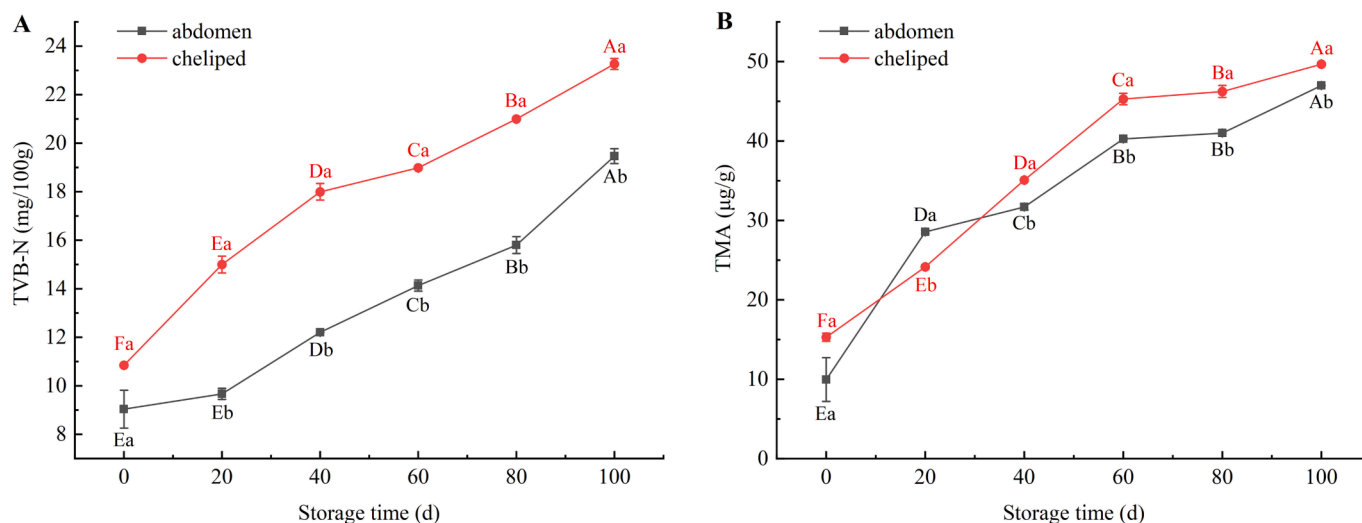 A
abdomen
cheliped
TVB-N (mg/100g)
24
22
20
18
16
14
12
10
8
Fa
Ea
Da
Ca
Ba
Aa
Ea
Eb
Db
Cb
Bb
Ab
0 20 40 60 80 100
Storage time (d)
B
abdomen
cheliped
TMA (μg/g)
50
40
30
20
10
0
Fa
Eb
Da
Ca
Ba
Aa
Ea
Da
Cb
Bb
Bb
Ab
0 20 40 60 80 100
Storage time (d)